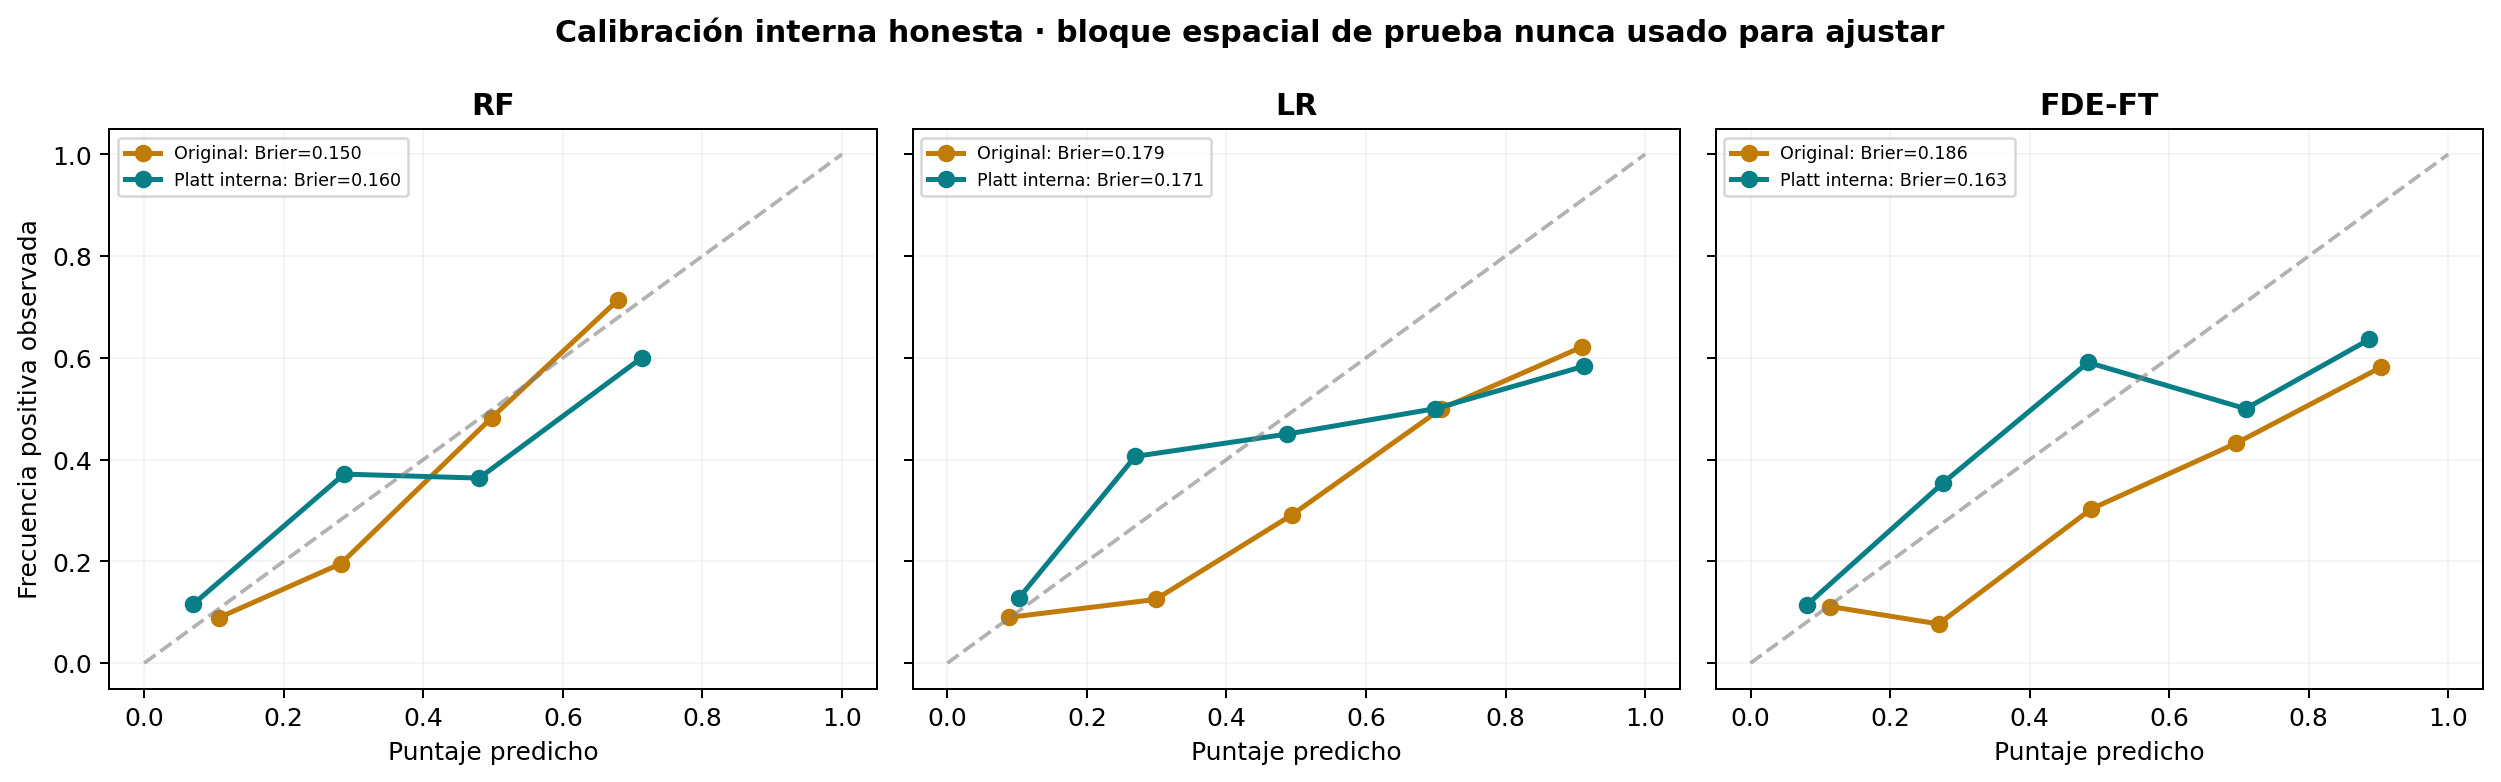 Calibración interna honesta · bloque espacial de prueba nunca usado para ajustar
RF
Original: Brier=0.150
Platt interna: Brier=0.160
Frecuencia positiva observada
1.0
0.8
0.6
0.4
0.2
0.0
0.0 0.2 0.4 0.6 0.8 1.0
Puntaje predicho
LR
Original: Brier=0.179
Platt interna: Brier=0.171
0.0 0.2 0.4 0.6 0.8 1.0
Puntaje predicho
FDE-FT
Original: Brier=0.186
Platt interna: Brier=0.163
0.0 0.2 0.4 0.6 0.8 1.0
Puntaje predicho